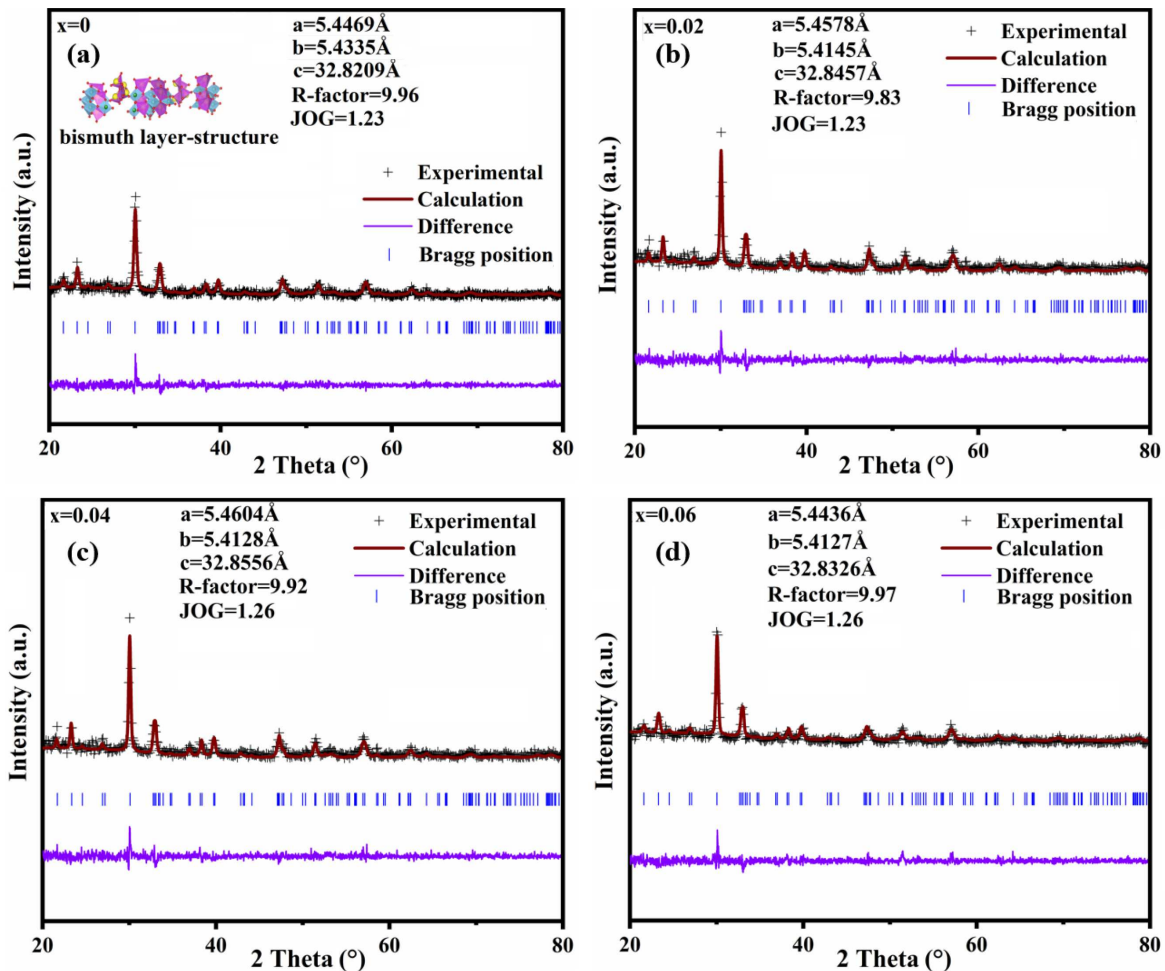 x=0
(a)
a=5.4469Å
b=5.4335Å
c=32.8209Å
R-factor=9.96
JOG=1.23
bismuth layer-structure
Experimental
Calculation
Difference
Bragg position
Intensity (a.u.)
20 40 60 80
2 Theta (°)
x=0.02
(b)
a=5.4578Å
b=5.4145Å
c=32.8457Å
R-factor=9.83
JOG=1.23
Experimental
Calculation
Difference
Bragg position
Intensity (a.u.)
20 40 60 80
2 Theta (°)
x=0.04
(c)
a=5.4604Å
b=5.4128Å
c=32.8556Å
R-factor=9.92
JOG=1.26
Experimental
Calculation
Difference
Bragg position
Intensity (a.u.)
20 40 60 80
2 Theta (°)
x=0.06
(d)
a=5.4436Å
b=5.4127Å
c=32.8326Å
R-factor=9.97
JOG=1.26
Experimental
Calculation
Difference
Bragg position
Intensity (a.u.)
20 40 60 80
2 Theta (°)